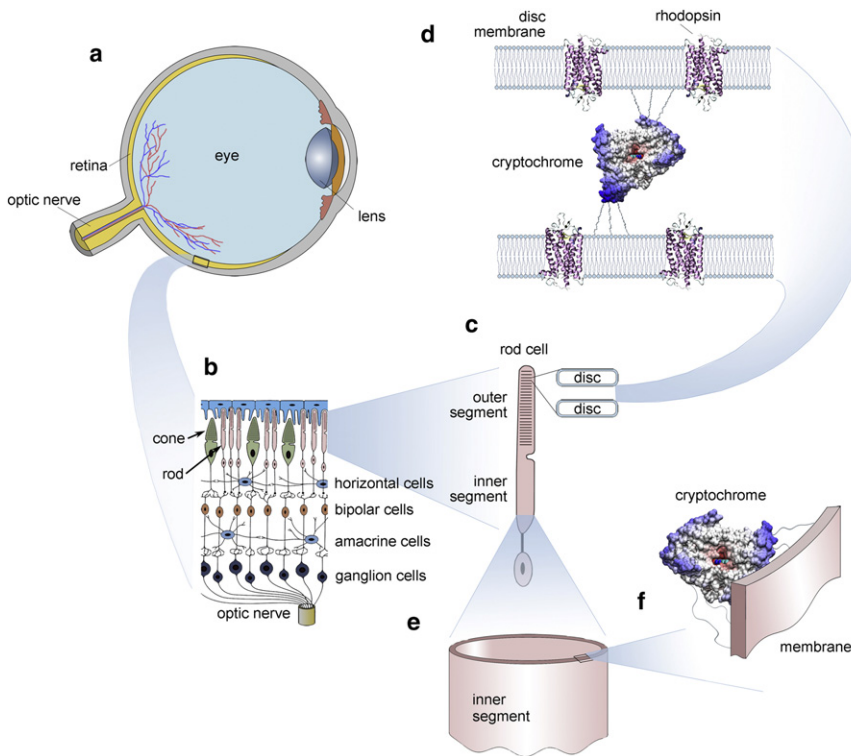 a
retina
optic nerve
eye
lens
b
cone
rod
horizontal cells
bipolar cells
amacrine cells
ganglion cells
optic nerve
c
rod cell
outer
segment
inner
segment
disc
disc
d
disc
membrane
rhodopsin
cryptochrome
e
inner
segment
f
cryptochrome
membrane